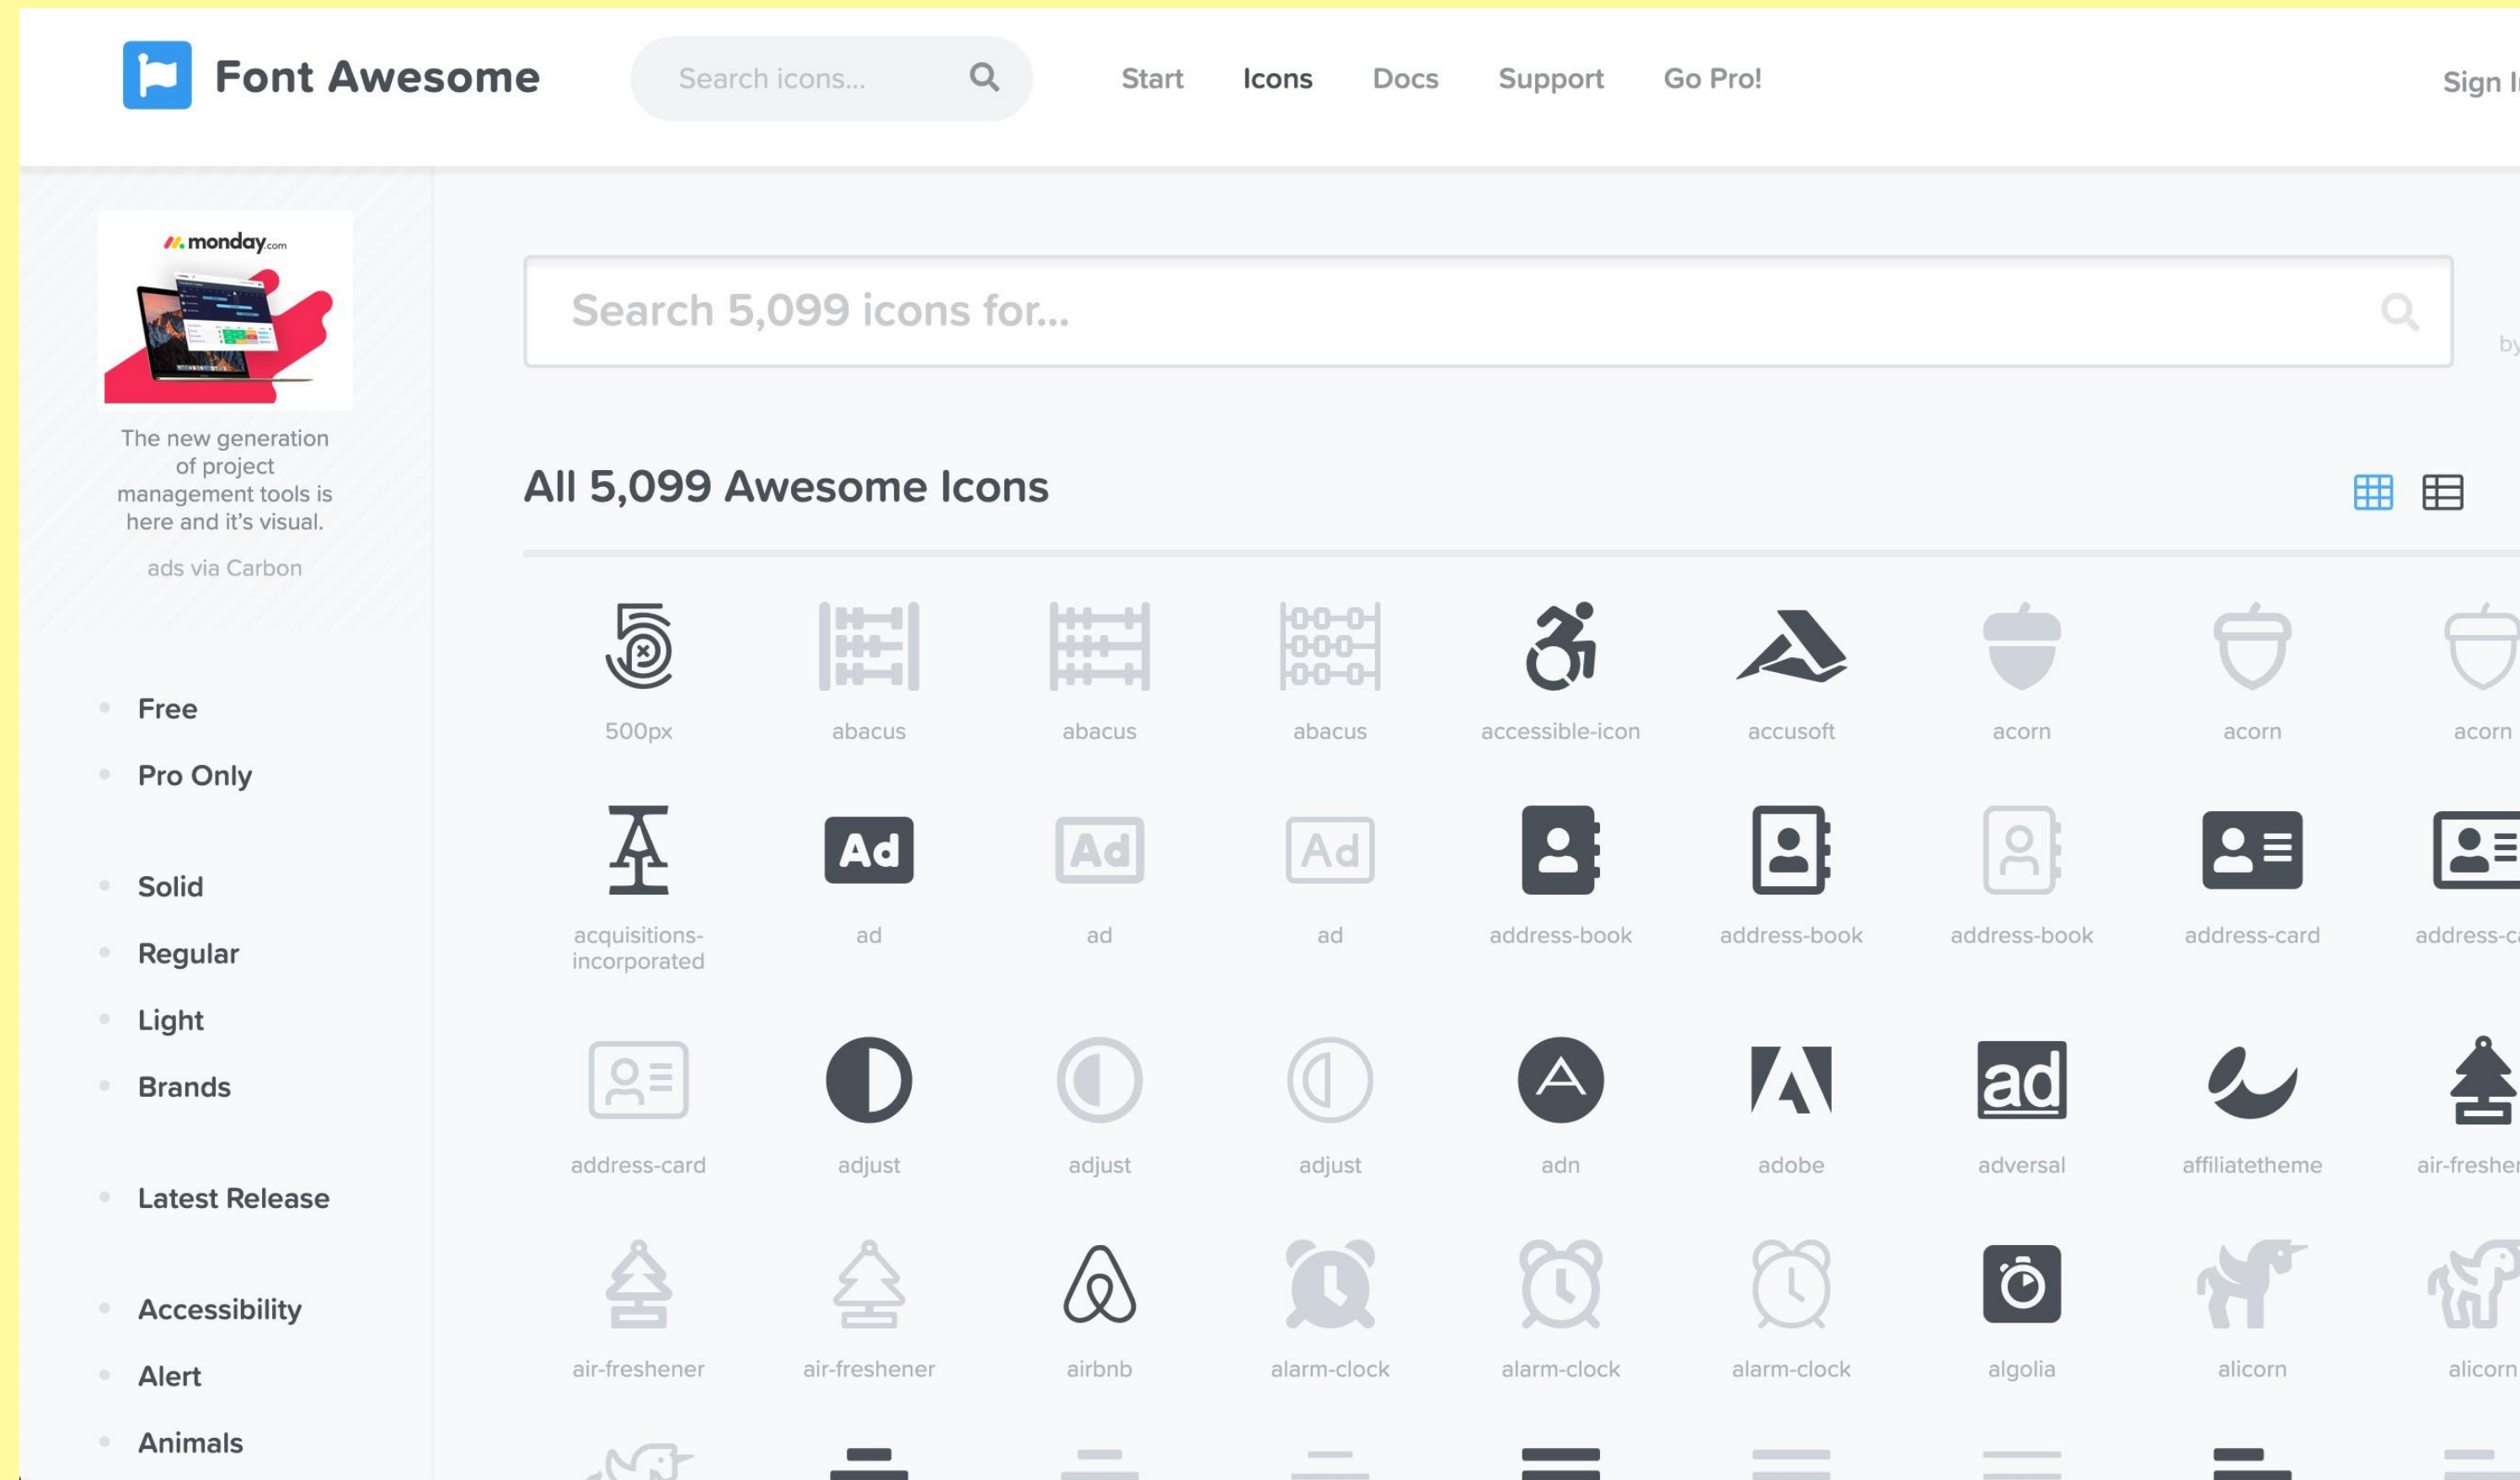 Font Awesome
Search icons...
Start Icons Docs Support Go Pro!
monday.com
The new generation
of project
management tools is
here and it's visual.
ads via Carbon
Free
Pro Only
Solid
Regular
Light
Brands
Latest Release
Accessibility
Alert
Animals
Sign
Search 5,099 icons for...
by
All 5,099 Awesome Icons
500px abacus abacus abacus accessible-icon accusoft acorn acorn acorn
Ad Ad Ad
acquisitions- ad ad ad address-book address-book address-book address-card
incorporated
ad
address-card adjust adjust adjust adn adobe adversal affiliatetheme
air-freshener air-freshener airbnb alarm-clock alarm-clock alarm-clock algolia alicorn alicorn